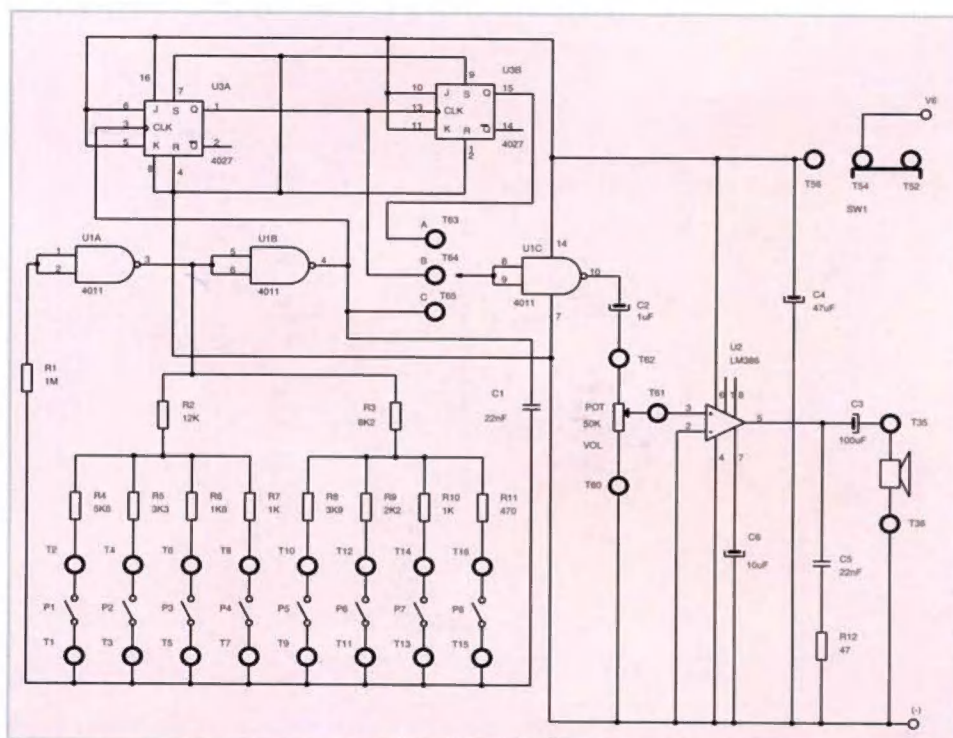 16
7
U3A
9
U3B
6
J
S
Q
1
10
J
S
Q
15
3
CLK
13
CLK
5
K
R
Q
2
11
K
R
Q
14
4027
4027
8
4
1
2
V6
T56
T54
T52
SW1
A
T63
B
T64
C
T65
U1A
1
2
3
4011
U1B
5
6
4
4011
U1C
14
8
9
10
4011
7
C2
1uF
C4
47uF
T62
U2
LM386
R1
1M
R2
12K
R3
8K2
C1
22nF
POT
50K
VOL
T61
6
1
8
3
2
5
4
7
C3
100uF
T35
T60
T36
R4
5K6
R5
3K3
R6
1K8
R7
1K
R8
3K9
R9
2K2
R10
1K
R11
470
C6
10uF
C5
22nF
T2
T4
T6
T8
T10
T12
T14
T16
P1
P2
P3
P4
P5
P6
P7
P8
T1
T3
T5
T7
T9
T11
T13
T15
R12
47
(-)